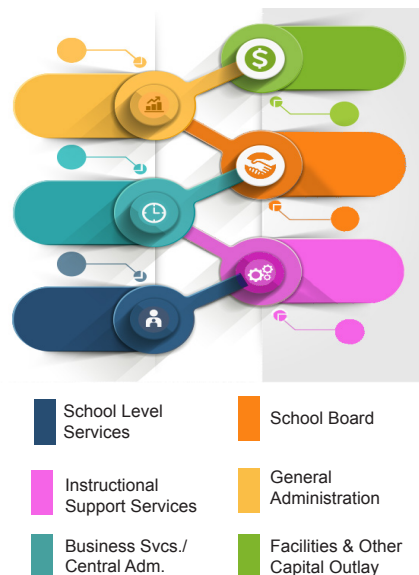 $
School Level
Services
School Board
Instructional
Support Services
General
Administration
Business Svcs./
Central Adm.
Facilities & Other
Capital Outlay